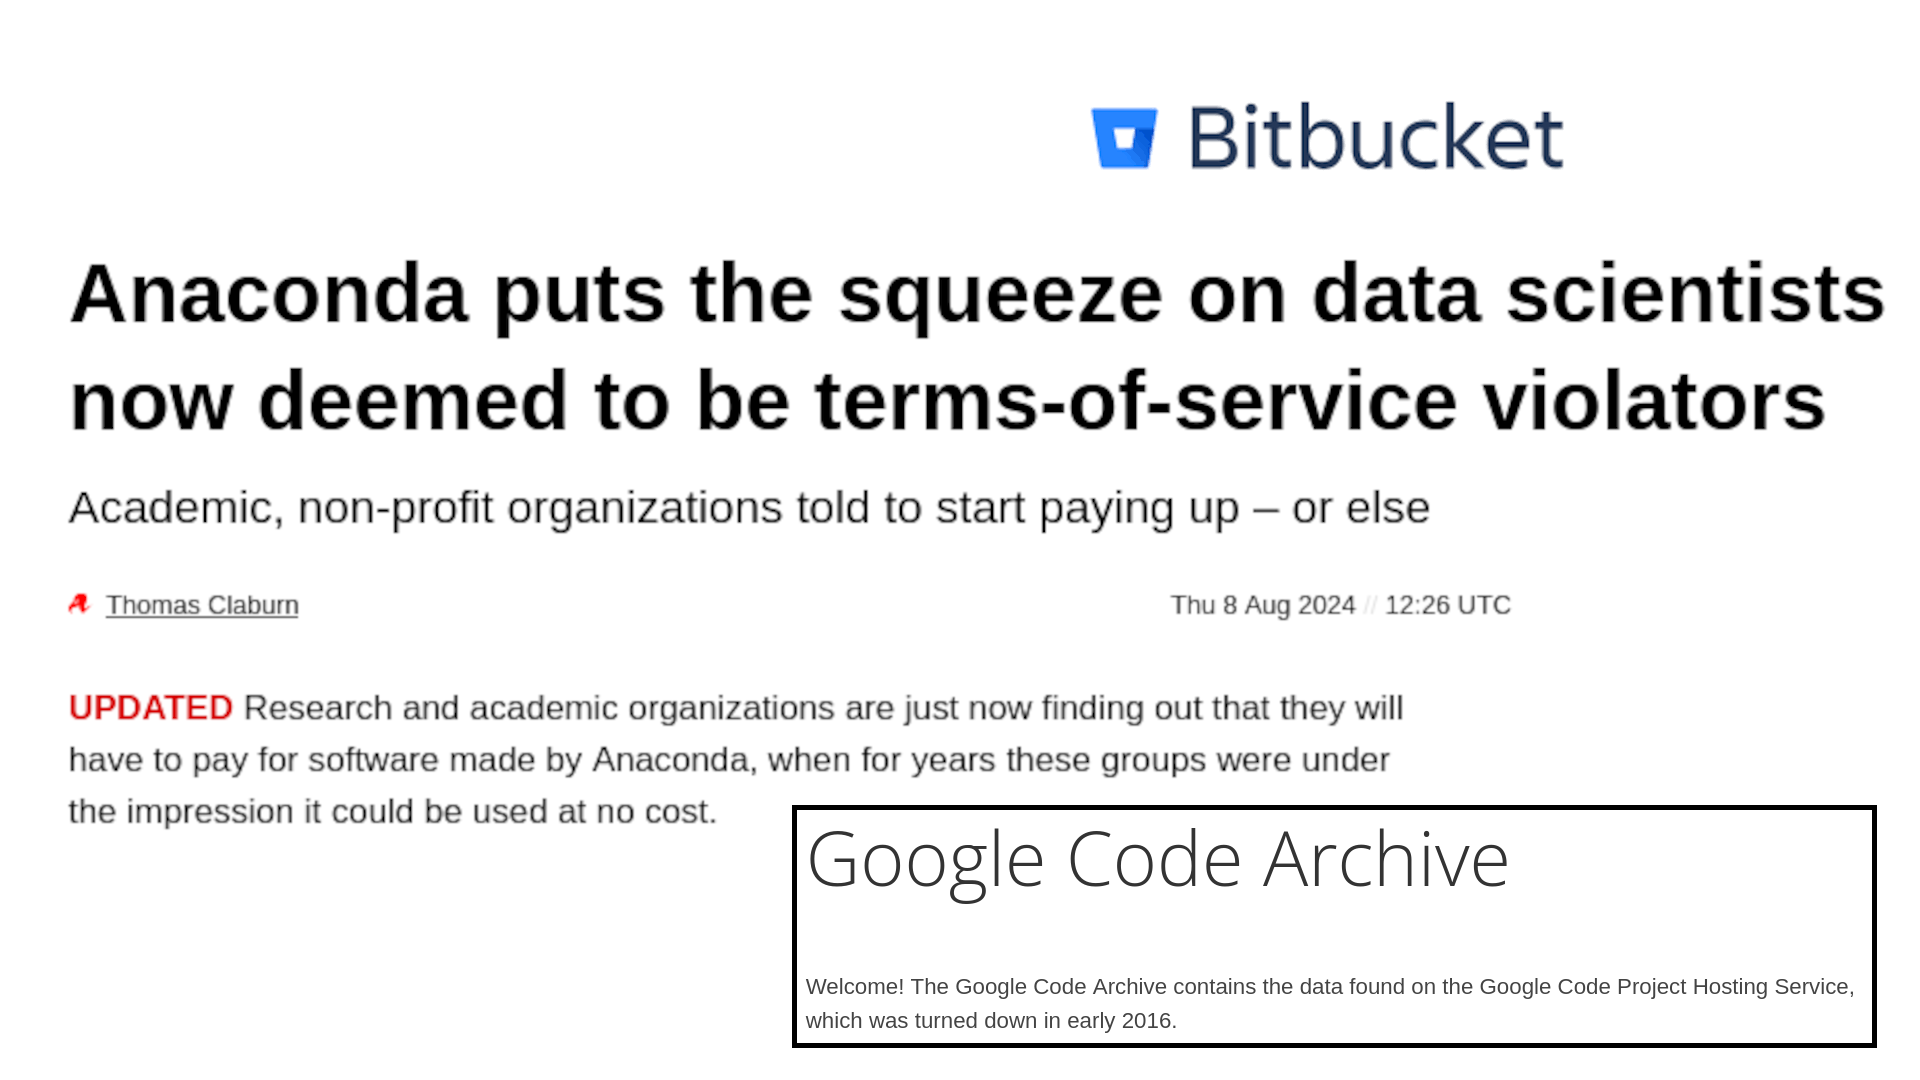 Bitbucket
Anaconda puts the squeeze on data scientists
now deemed to be terms-of-service violators
Academic, non-profit organizations told to start paying up – or else
Thomas Claburn
Thu 8 Aug 2024 // 12:26 UTC
UPDATED Research and academic organizations are just now finding out that they will
have to pay for software made by Anaconda, when for years these groups were under
the impression it could be used at no cost.
Google Code Archive
Welcome! The Google Code Archive contains the data found on the Google Code Project Hosting Service,
which was turned down in early 2016.